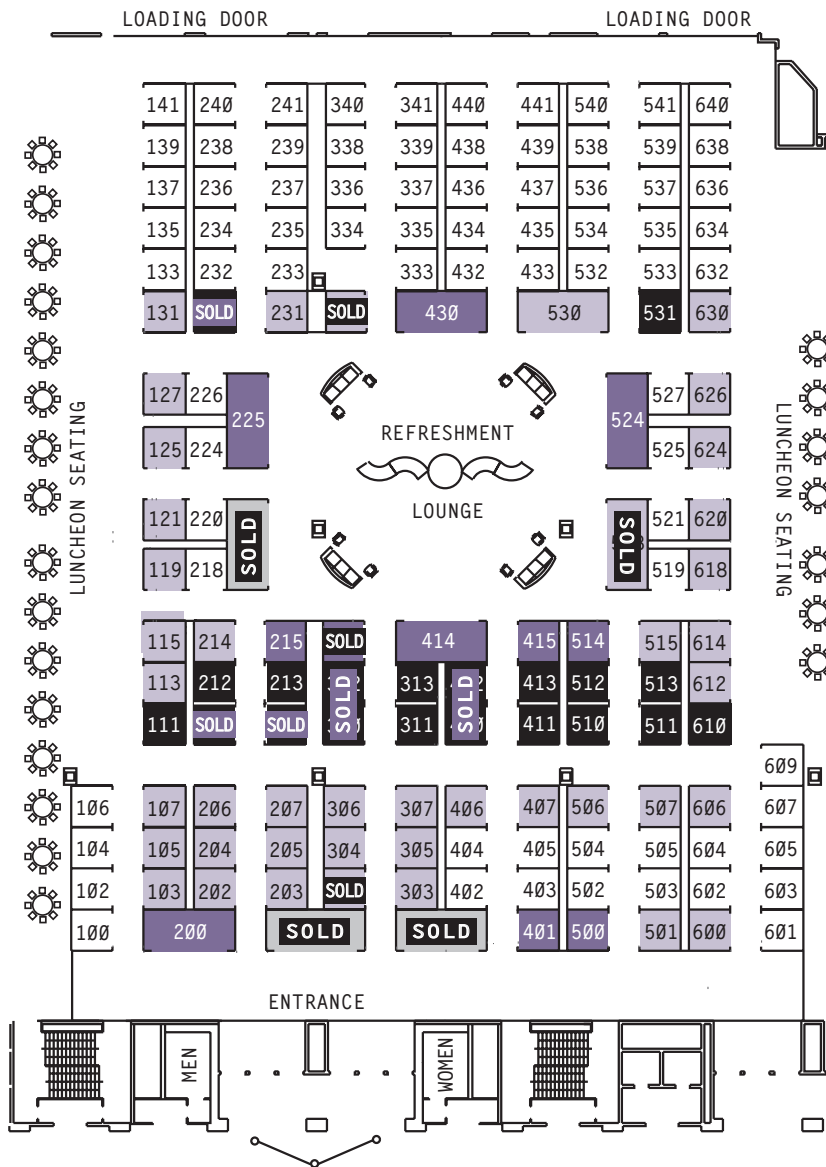 LOADING DOOR LOADING DOOR
141 240 241 340 341 440 441 540 541 640
139 238 239 338 339 438 439 538 539 638
137 236 237 336 337 436 437 536 537 636
135 234 235 334 335 434 435 534 535 634
133 232 233 333 432 433 532 533 632
131 SOLD 231 SOLD 430 530 531 630
127 226 225 524 527 626
125 224 525 624
REFRESHMENT
LOUNGE
LUNCHEON SEATING
LUNCHEON SEATING
121 220 SOLD SOLD 521 620
119 218 519 618
115 214 215 SOLD 414 415 514 515 614
113 212 213 SOLD 313 SOLD 413 512 513 612
111 SOLD SOLD 311 411 510 511 610
609
106 107 206 207 306 307 406 407 506 507 606 607
104 105 204 205 304 305 404 405 504 505 604 605
102 103 202 203 SOLD 303 402 403 502 503 602 603
100 200 SOLD SOLD 401 500 501 600 601
ENTRANCE
MEN
WOMEN